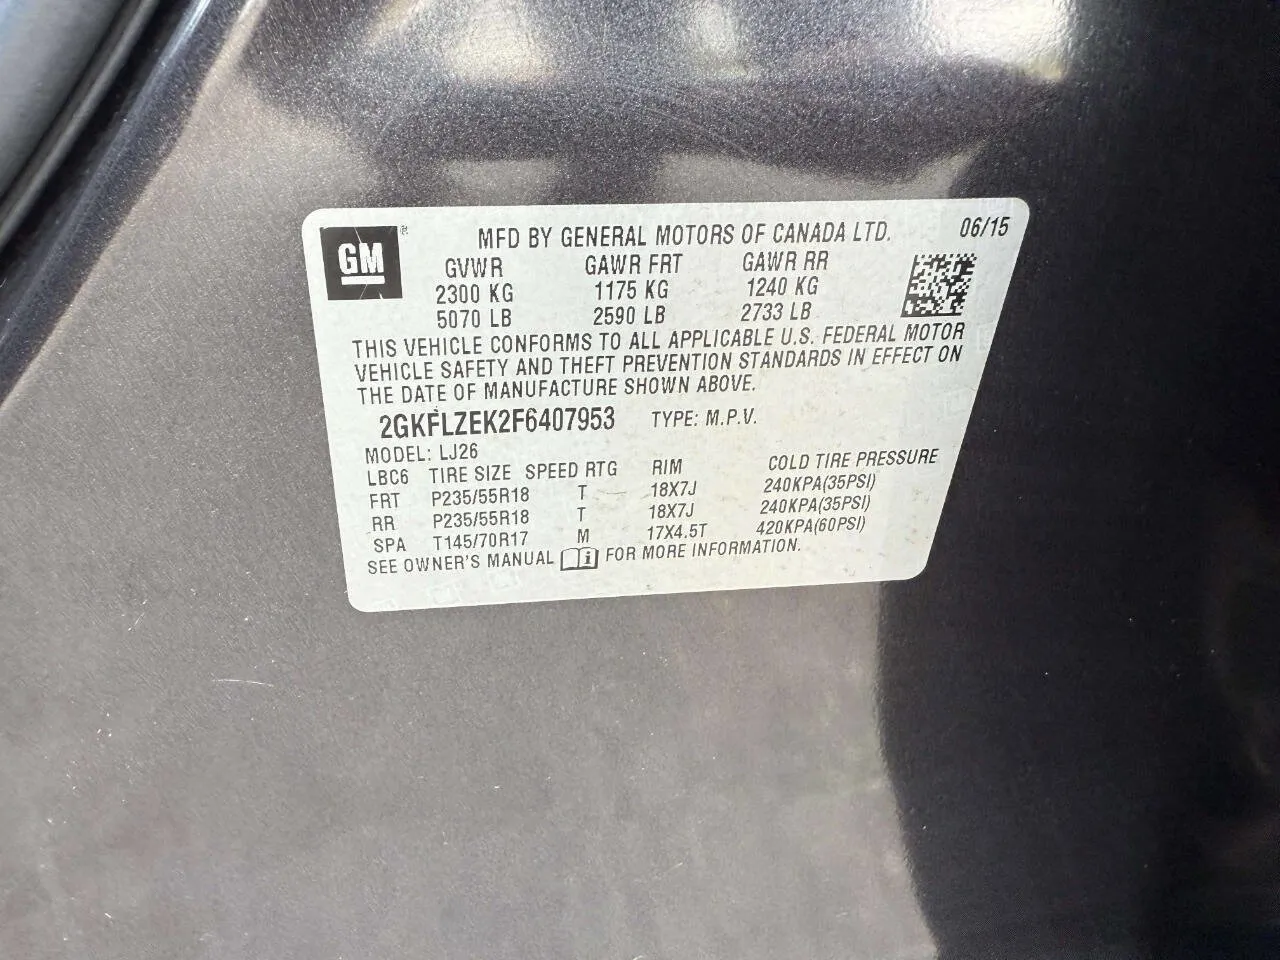 GM
MFD BY GENERAL MOTORS OF CANADA LTD. 06/15
GVWR GAWR FRT GAWR RR
2300 KG 1175 KG 1240 KG
5070 LB 2590 LB 2733 LB
THIS VEHICLE CONFORMS TO ALL APPLICABLE U.S. FEDERAL MOTOR
VEHICLE SAFETY AND THEFT PREVENTION STANDARDS IN EFFECT ON
THE DATE OF MANUFACTURE SHOWN ABOVE.
2GKFLZEK2F6407953 TYPE: M.P.V.
MODEL: LJ26
LBC6 TIRE SIZE SPEED RTG RIM COLD TIRE PRESSURE
FRT P235/55R18 T 18X7J 240KPA(35PSI)
RR P235/55R18 T 18X7J 240KPA(35PSI)
SPA T145/70R17 M 17X4.5T 420KPA(60PSI)
SEE OWNER'S MANUAL FOR MORE INFORMATION.